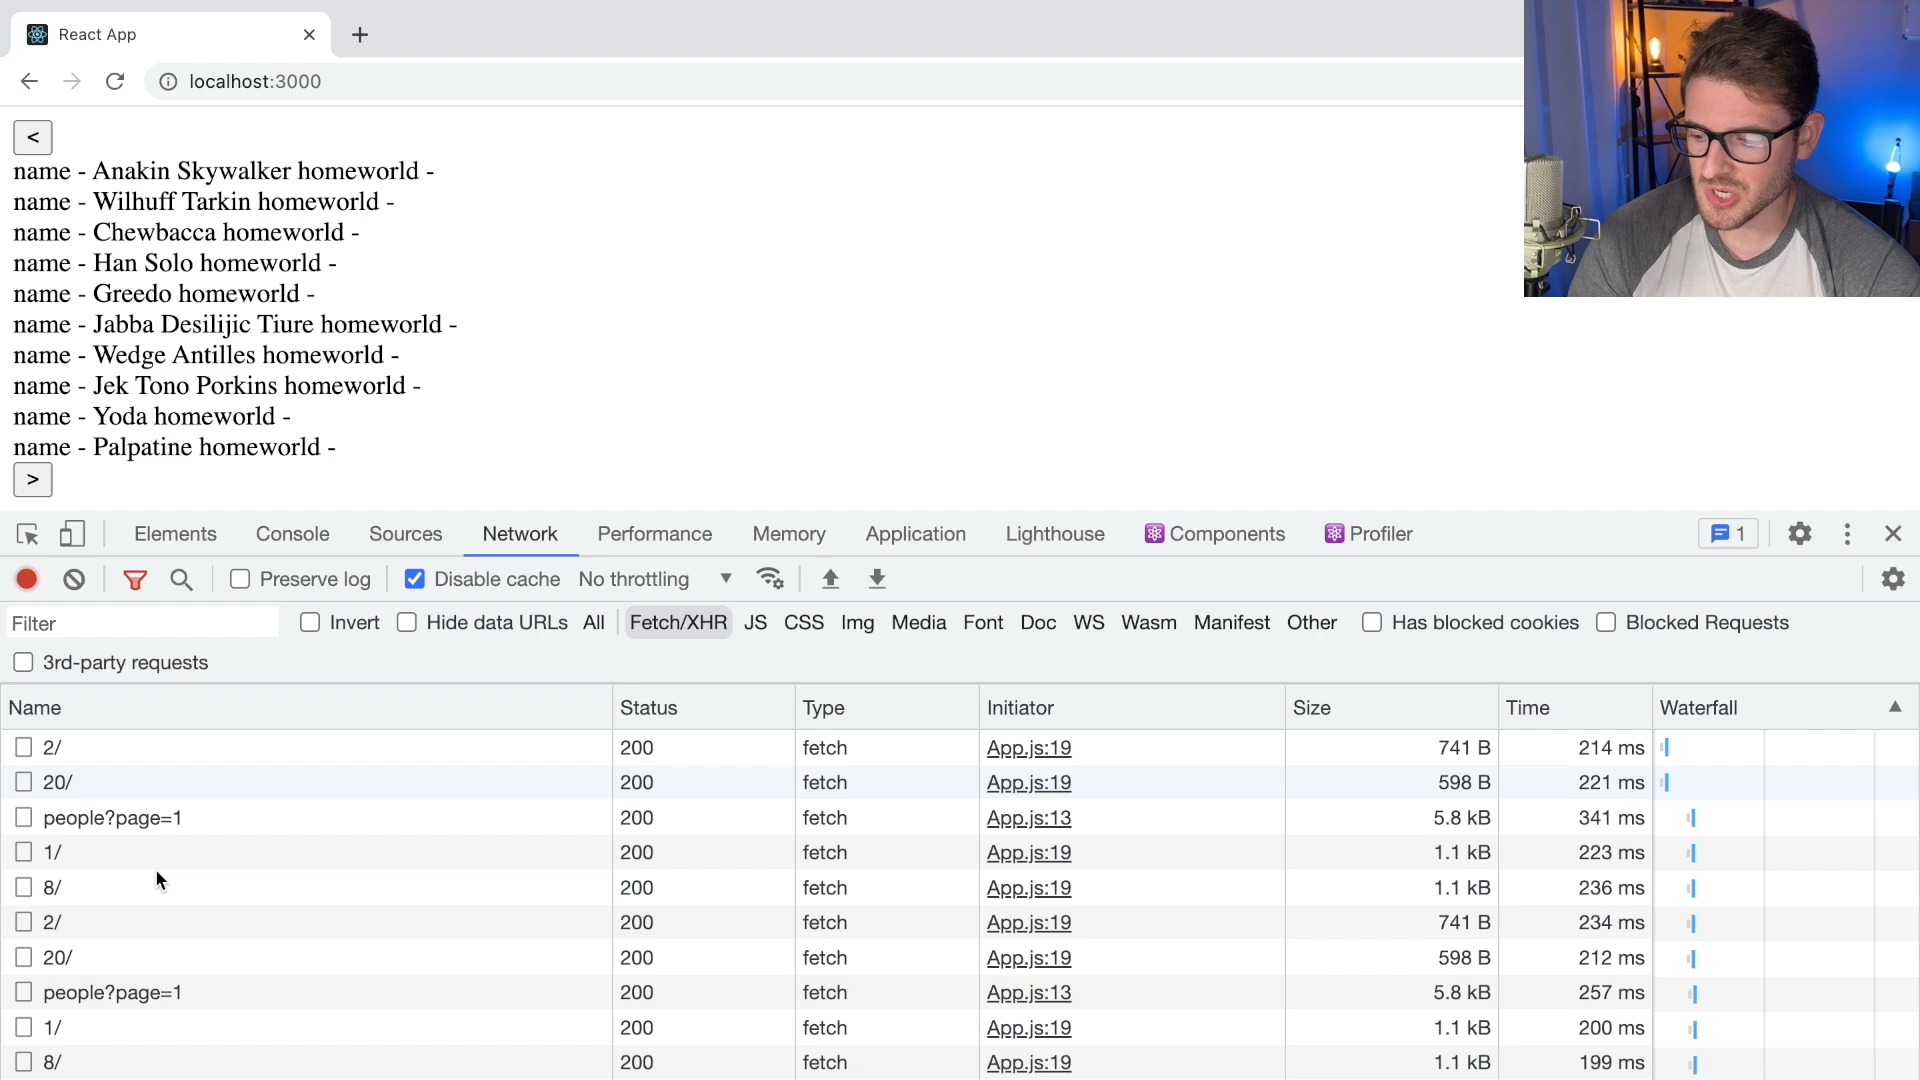 React App
localhost:3000
<
name - Anakin Skywalker homeworld -
name - Wilhuff Tarkin homeworld -
name - Chewbacca homeworld -
name - Han Solo homeworld -
name - Greedo homeworld -
name - Jabba Desilijic Tiure homeworld -
name - Wedge Antilles homeworld -
name - Jek Tono Porkins homeworld -
name - Yoda homeworld -
name - Palpatine homeworld -
>
Elements Console Sources Network Performance Memory Application Lighthouse Components Profiler 1
Preserve log Disable cache No throttling
Filter Invert Hide data URLs All Fetch/XHR JS CSS Img Media Font Doc WS Wasm Manifest Other Has blocked cookies Blocked Requests
3rd-party requests
Name Status Type Initiator Size Time Waterfall
2/ 200 fetch App.js:19 741 B 214 ms
20/ 200 fetch App.js:19 598 B 221 ms
people?page=1 200 fetch App.js:13 5.8 kB 341 ms
1/ 200 fetch App.js:19 1.1 kB 223 ms
8/ 200 fetch App.js:19 1.1 kB 236 ms
2/ 200 fetch App.js:19 741 B 234 ms
20/ 200 fetch App.js:19 598 B 212 ms
people?page=1 200 fetch App.js:13 5.8 kB 257 ms
1/ 200 fetch App.js:19 1.1 kB 200 ms
8/ 200 fetch App.js:19 1.1 kB 199 ms